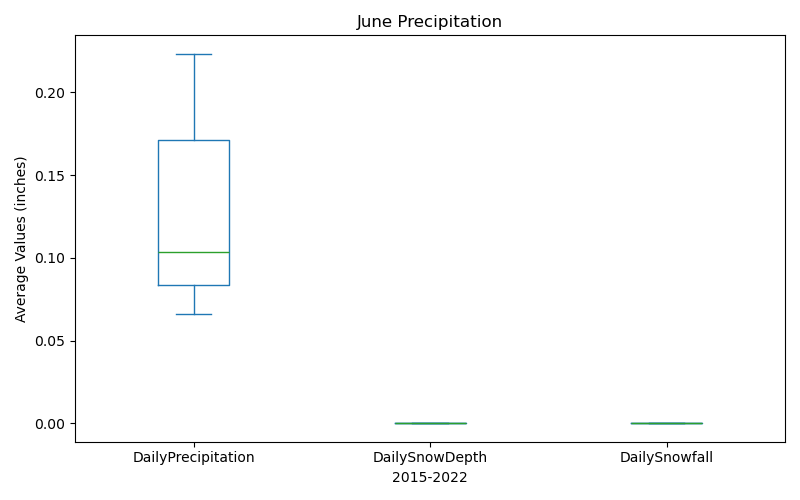 June Precipitation
Average Values (inches)
0.20
0.15
0.10
0.05
0.00
DailyPrecipitation DailySnowDepth DailySnowfall
2015-2022